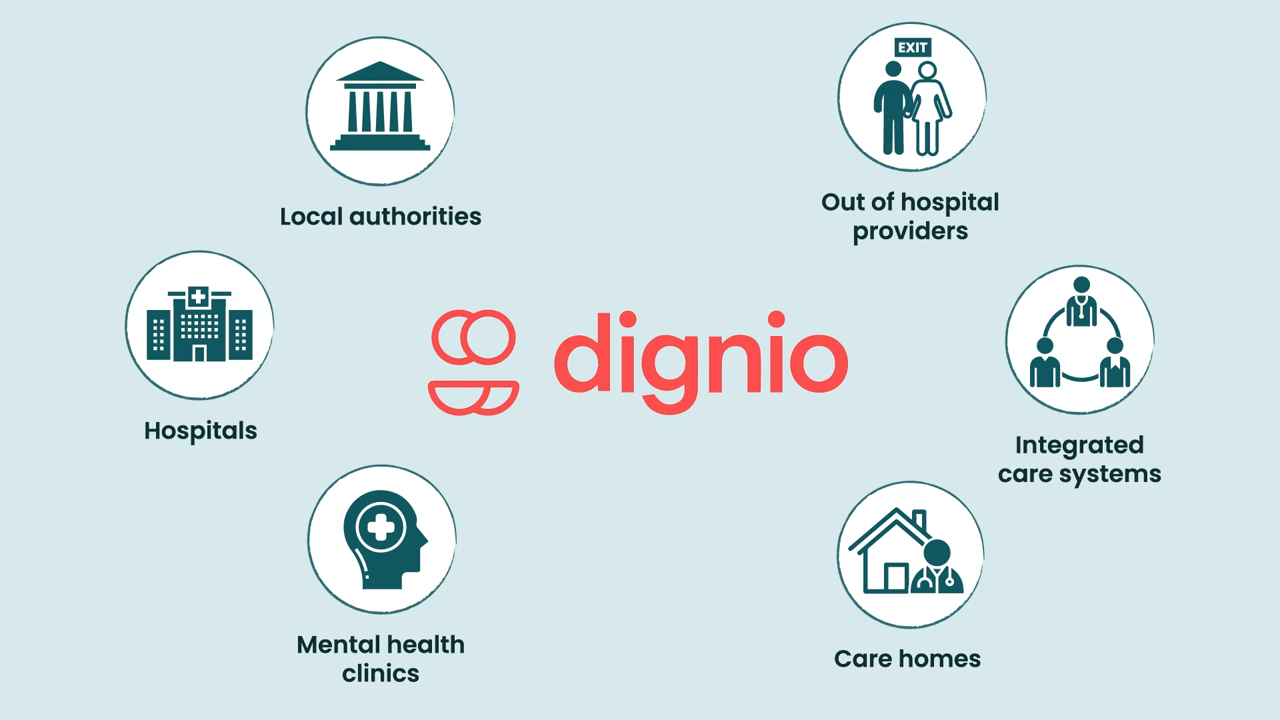 EXIT
Local authorities
Out of hospital
providers
Hospitals
dignio
Integrated
care systems
Mental health
clinics
Care homes